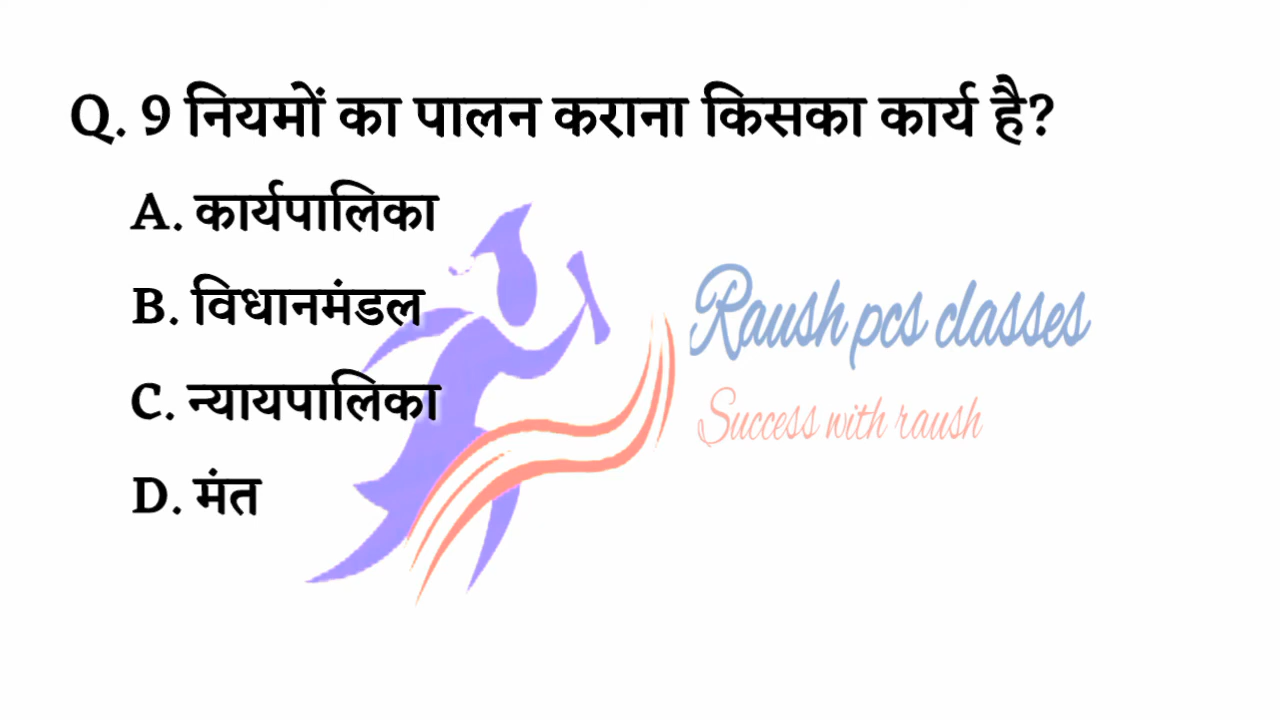 Q. 9 नियमों का पालन कराना किसका कार्य है?
A. कार्यपालिका
B. विधानमंडल
C. न्यायपालिका
D. मंत
Raush pcs classes
Success with raush